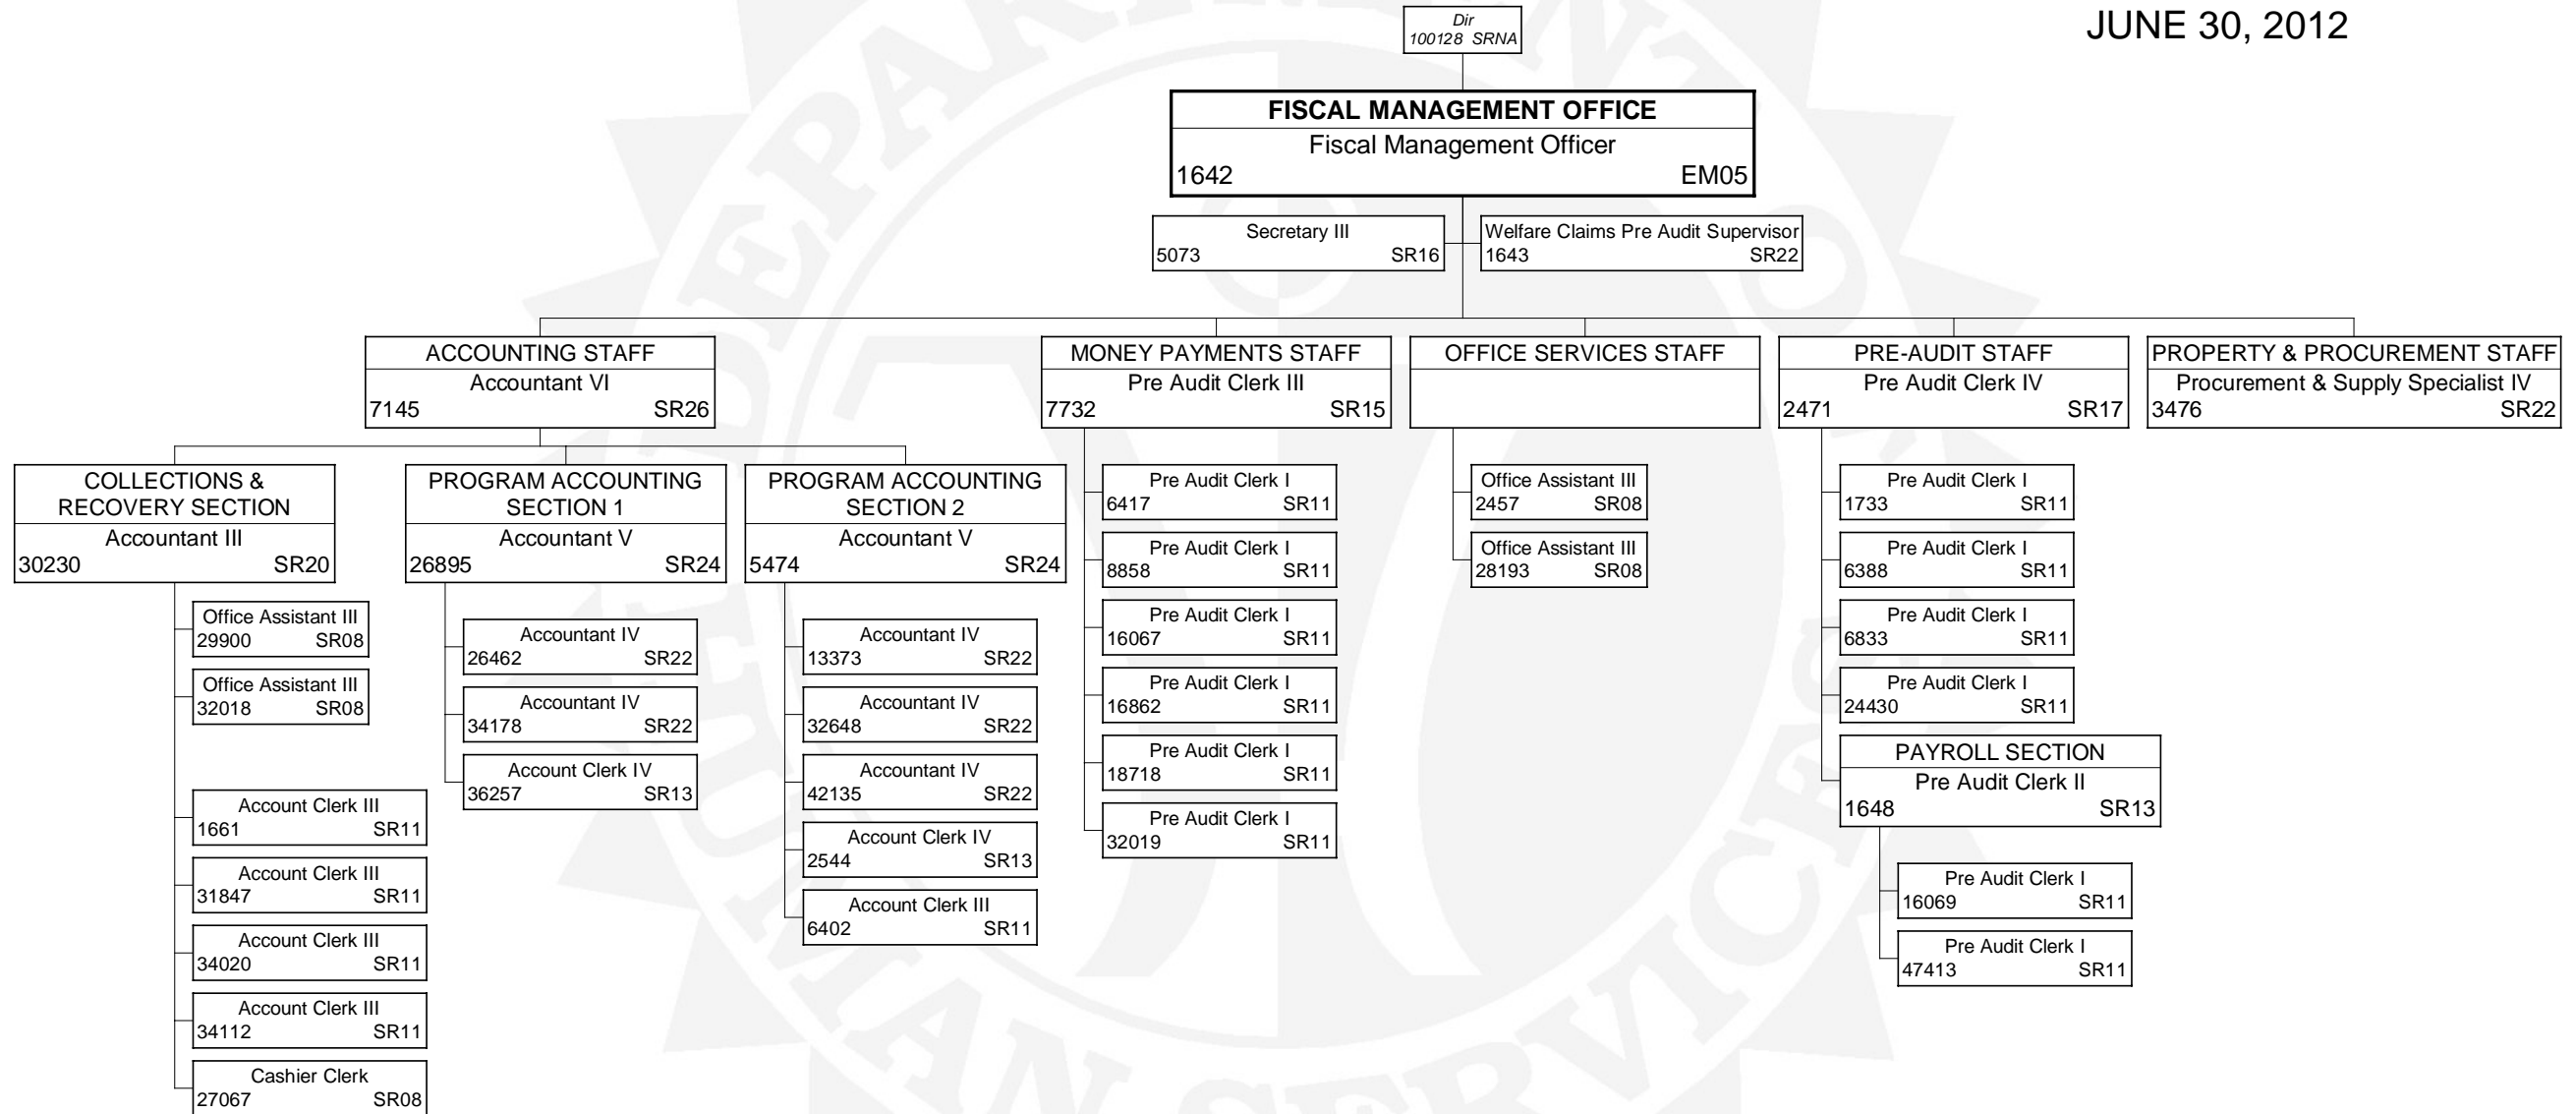 JUNE 30, 2012
Dir
100128 SRNA
FISCAL MANAGEMENT OFFICE
Fiscal Management Officer
1642 EM05
Secretary III
5073 SR16
Welfare Claims Pre Audit Supervisor
1643 SR22
ACCOUNTING STAFF
Accountant VI
7145 SR26
MONEY PAYMENTS STAFF
Pre Audit Clerk III
7732 SR15
OFFICE SERVICES STAFF
PRE-AUDIT STAFF
Pre Audit Clerk IV
2471 SR17
PROPERTY & PROCUREMENT STAFF
Procurement & Supply Specialist IV
3476 SR22
COLLECTIONS &
RECOVERY SECTION
Accountant III
30230 SR20
Office Assistant III
29900 SR08
Office Assistant III
32018 SR08
Account Clerk III
1661 SR11
Account Clerk III
31847 SR11
Account Clerk III
34020 SR11
Account Clerk III
34112 SR11
Cashier Clerk
27067 SR08
PROGRAM ACCOUNTING
SECTION 1
Accountant V
26895 SR24
Accountant IV
26462 SR22
Accountant IV
34178 SR22
Account Clerk IV
36257 SR13
PROGRAM ACCOUNTING
SECTION 2
Accountant V
5474 SR24
Accountant IV
13373 SR22
Accountant IV
32648 SR22
Accountant IV
42135 SR22
Account Clerk IV
2544 SR13
Account Clerk III
6402 SR11
Pre Audit Clerk I
6417 SR11
Pre Audit Clerk I
8858 SR11
Pre Audit Clerk I
16067 SR11
Pre Audit Clerk I
16862 SR11
Pre Audit Clerk I
18718 SR11
Pre Audit Clerk I
32019 SR11
Office Assistant III
2457 SR08
Office Assistant III
28193 SR08
Pre Audit Clerk I
1733 SR11
Pre Audit Clerk I
6388 SR11
Pre Audit Clerk I
6833 SR11
Pre Audit Clerk I
24430 SR11
PAYROLL SECTION
Pre Audit Clerk II
1648 SR13
Pre Audit Clerk I
16069 SR11
Pre Audit Clerk I
47413 SR11